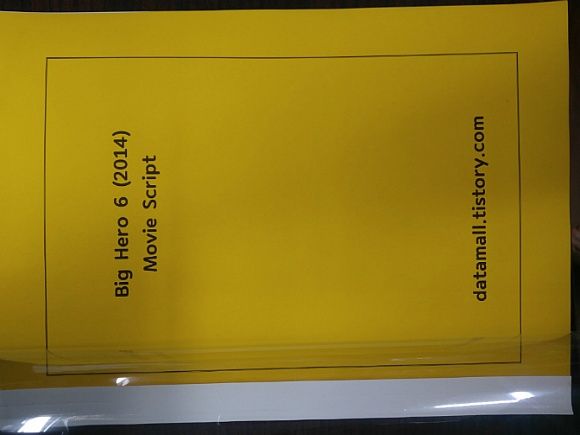 Big Hero 6 (2014)
Movie Script
datamall.tistory.com